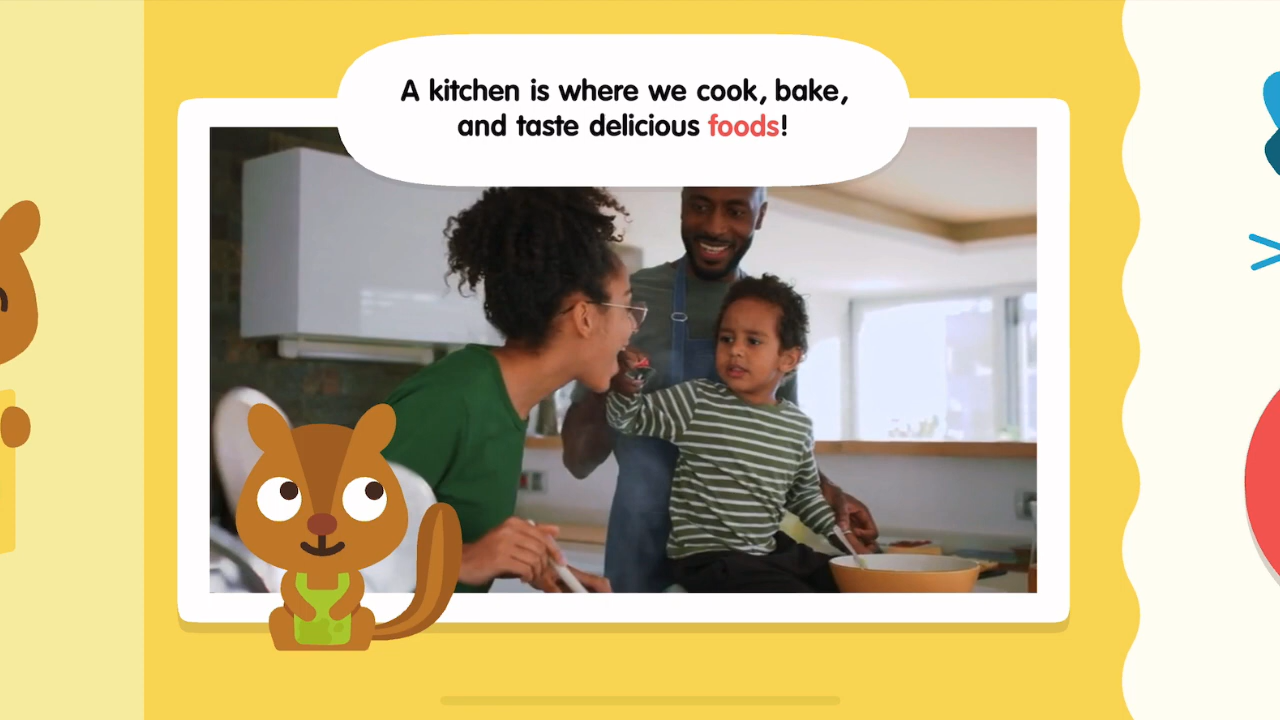 A kitchen is where we cook, bake,
and taste delicious foods!